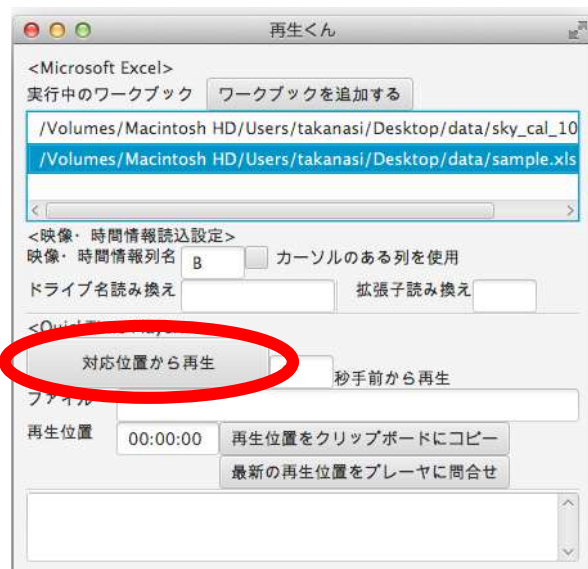 再生くん
<Microsoft Excel>
実行中のワークブック ワークブックを追加する
/Volumes/Macintosh HD/Users/takanasi/Desktop/data/sky_cal_10
/Volumes/Macintosh HD/Users/takanasi/Desktop/data/sample.xls
<映像・時間情報読込設定>
映像・時間情報列名 B カーソルのある列を使用
ドライブ名読み換え 拡張子読み換え
対応位置から再生 秒手前から再生
ファイル
再生位置 00:00:00 再生位置をクリップボードにコピー
最新の再生位置をプレーヤに問合せ